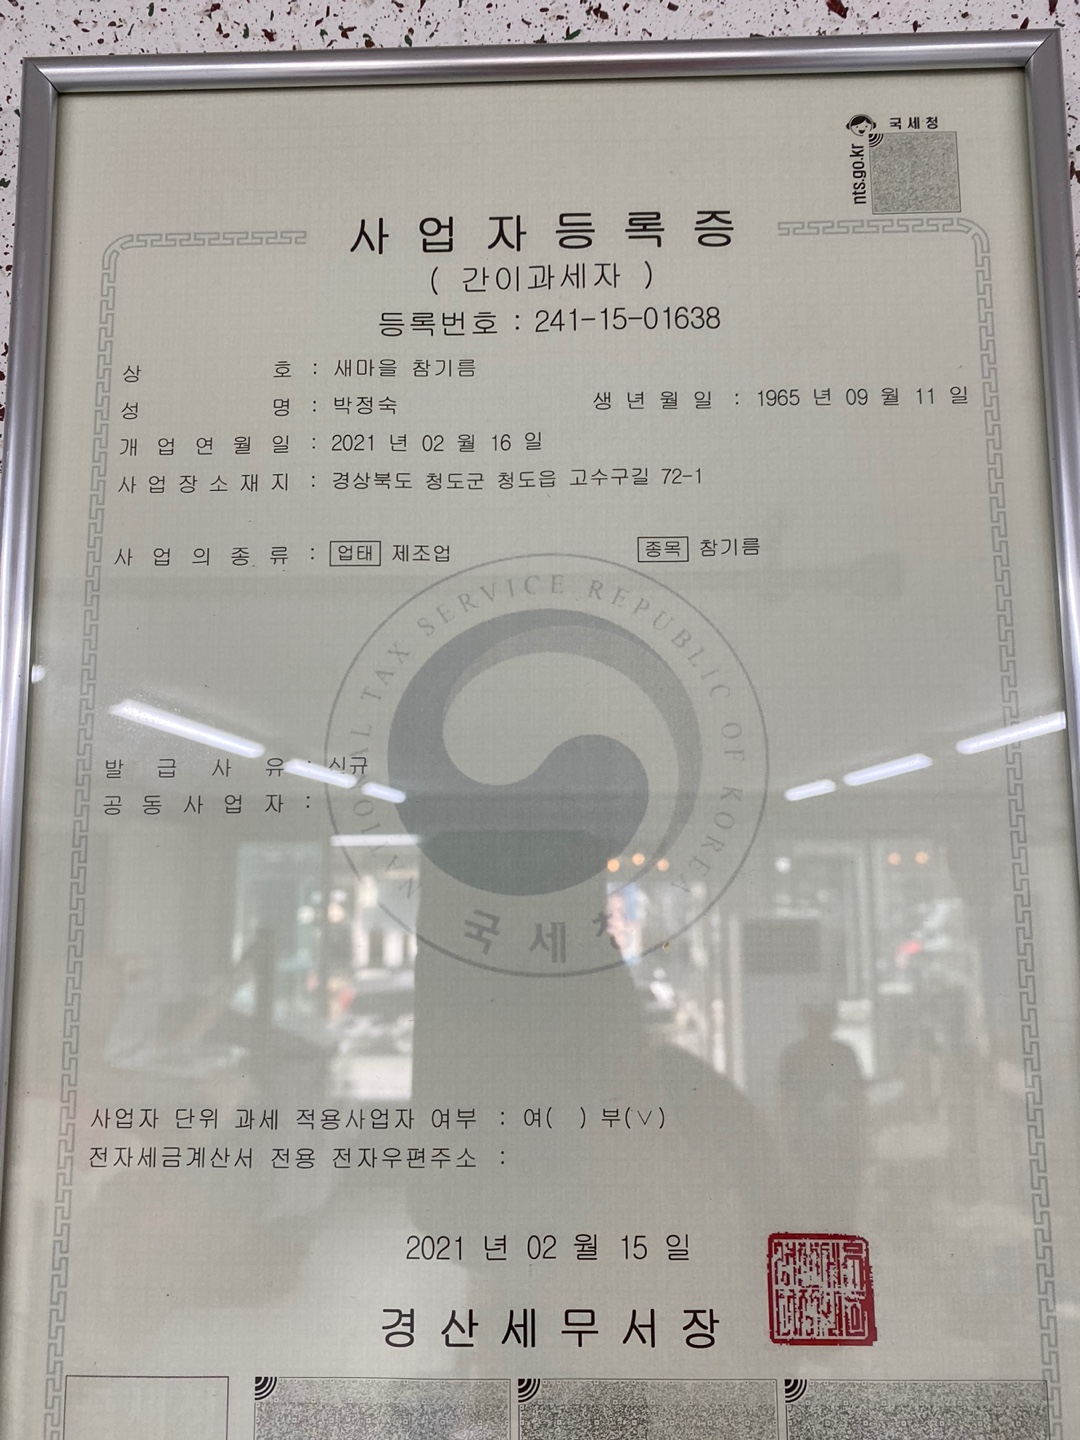 국세청
nts.go.kr
사업자등록증
( 간이과세자 )
등록번호 : 241-15-01638
상 호 : 새마을 참기름
성 명 : 박정숙 생년월일 : 1965 년 09 월 11 일
개업연월일 : 2021 년 02 월 16 일
사업장소재지 : 경상북도 청도군 청도읍 고수구길 72-1
사업의종류 : 업태 제조업 종목 참기름
NATIONAL TAX SERVICE REPUBLIC OF KOREA
발급사유 : 신규
공동사업자 :
국세청
사업자 단위 과세 적용사업자 여부 : 여( ) 부(∨)
전자세금계산서 전용 전자우편주소 :
2021 년 02 월 15 일
경산세무서장